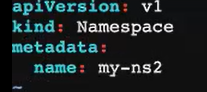 apiVersion: v1
kind: Namespace
metadata:
  name: my-ns2
~